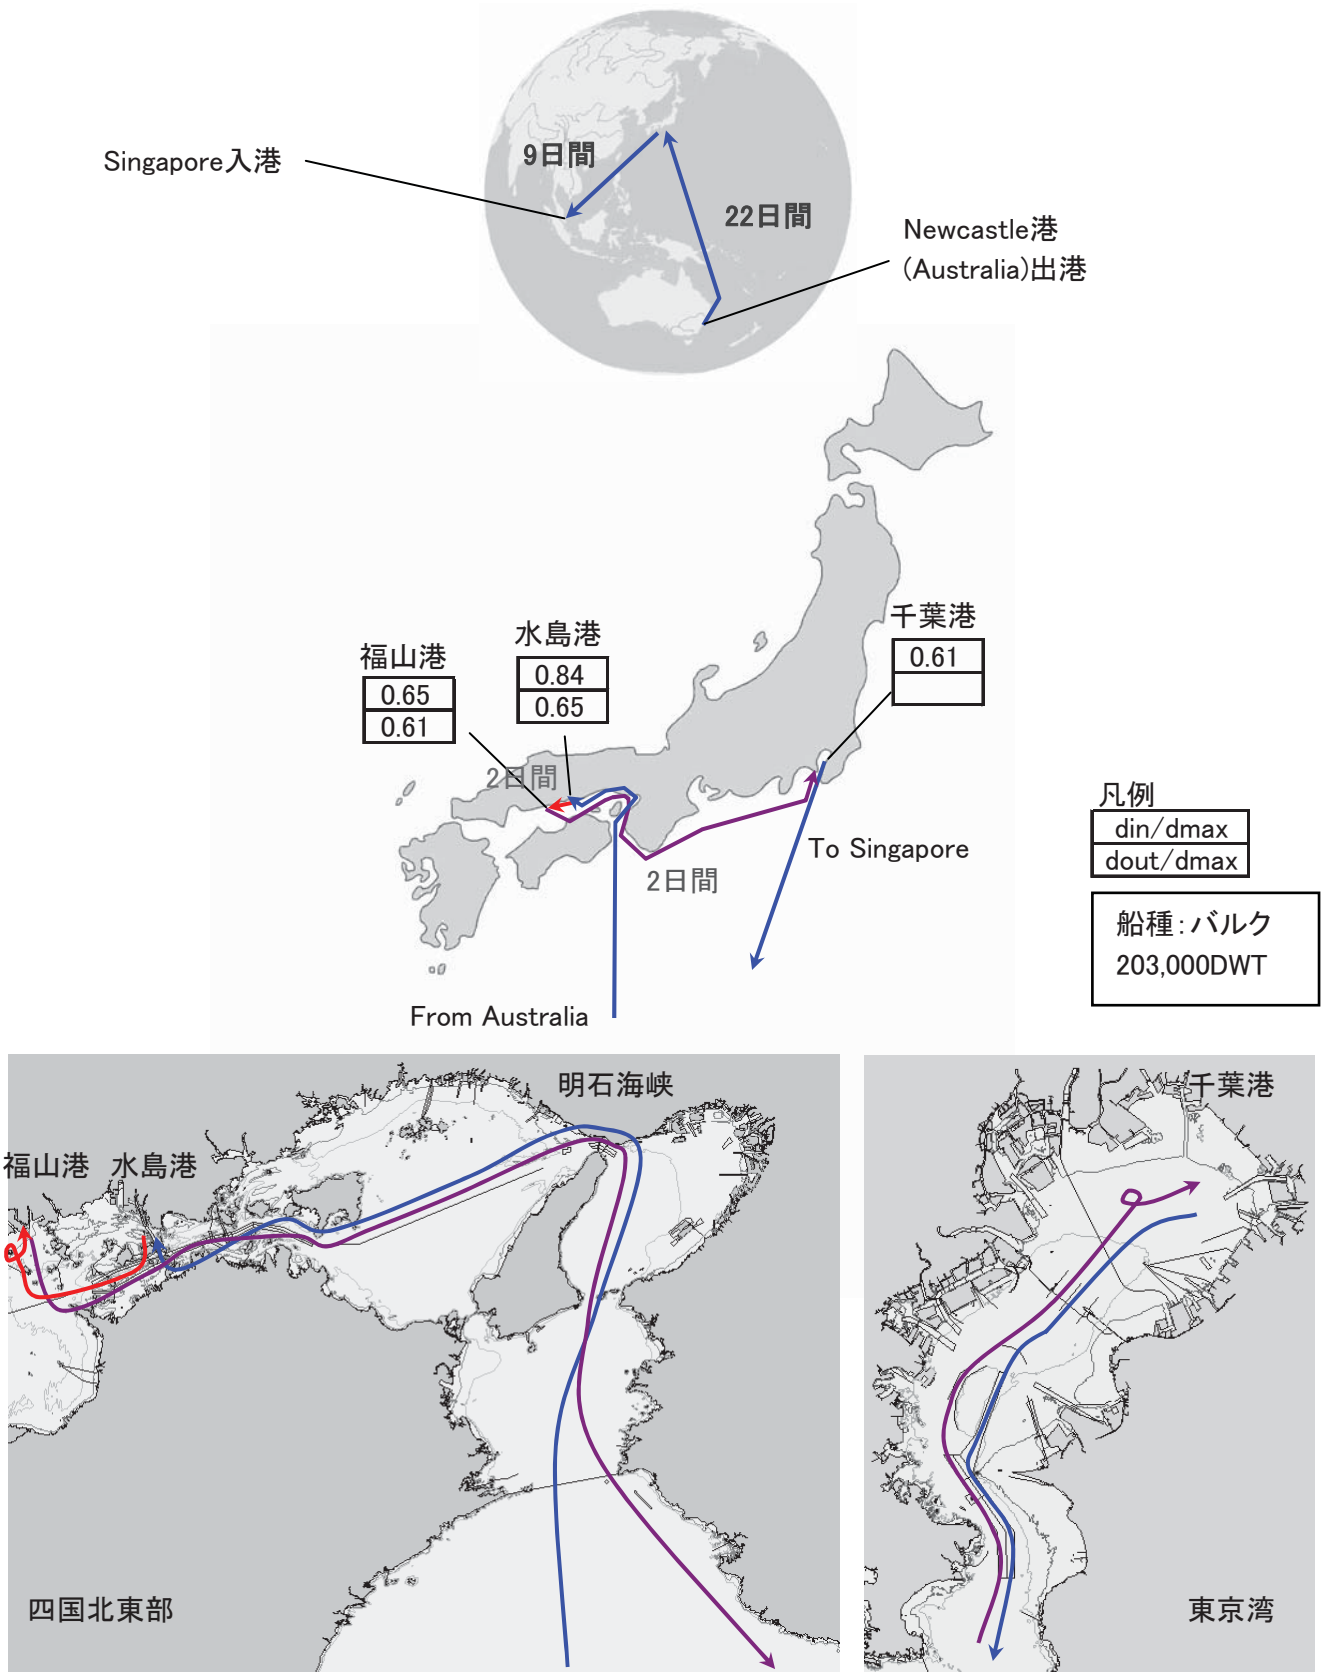 9日間
Singapore入港
22日間
Newcastle港
(Australia)出港
千葉港
0.61
水島港
0.84
0.65
福山港
0.65
0.61
2日間
凡例
din/dmax
dout/dmax
To Singapore
2日間
船種：バルク
203,000DWT
From Australia
明石海峡
福山港
水島港
四国北東部
千葉港
東京湾